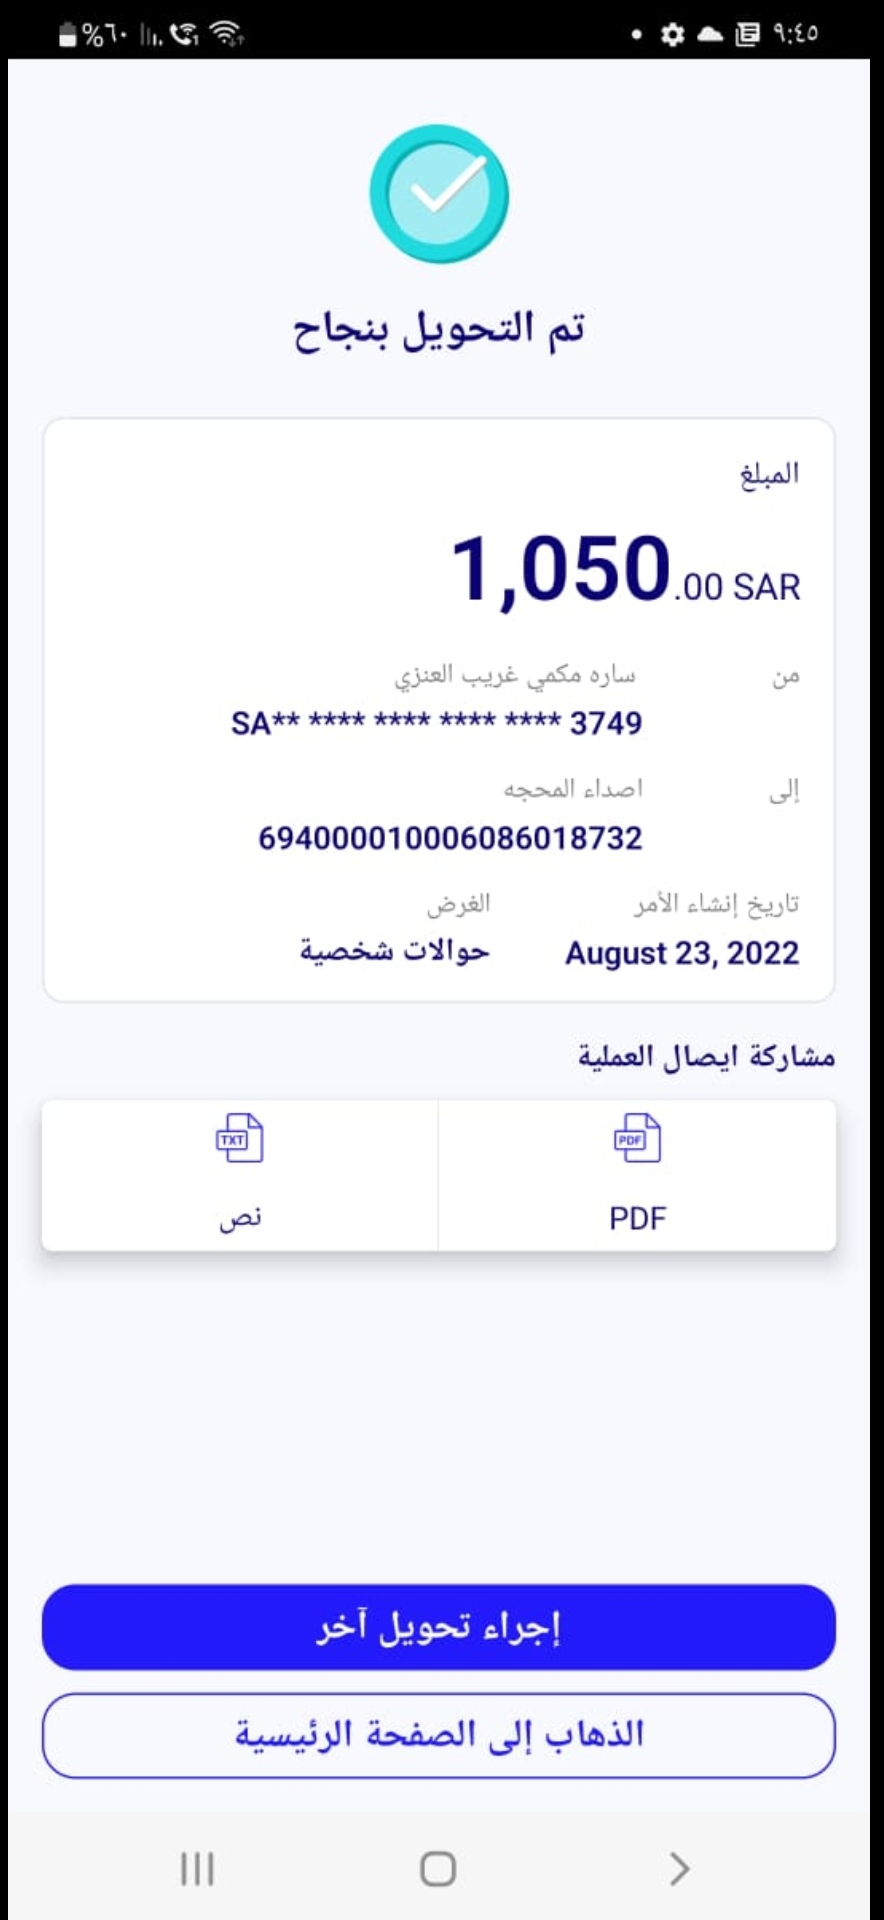 %٦٠ ٩:٤٥
تم التحويل بنجاح
المبلغ
1,050.00 SAR
من ساره مكمي غريب العنزي
SA** **** **** **** **** 3749
إلى اصداء المحجه
694000010006086018732
تاريخ إنشاء الأمر الغرض
August 23, 2022 حوالات شخصية
مشاركة ايصال العملية
PDF TXT
PDF نص
إجراء تحويل آخر
الذهاب إلى الصفحة الرئيسية